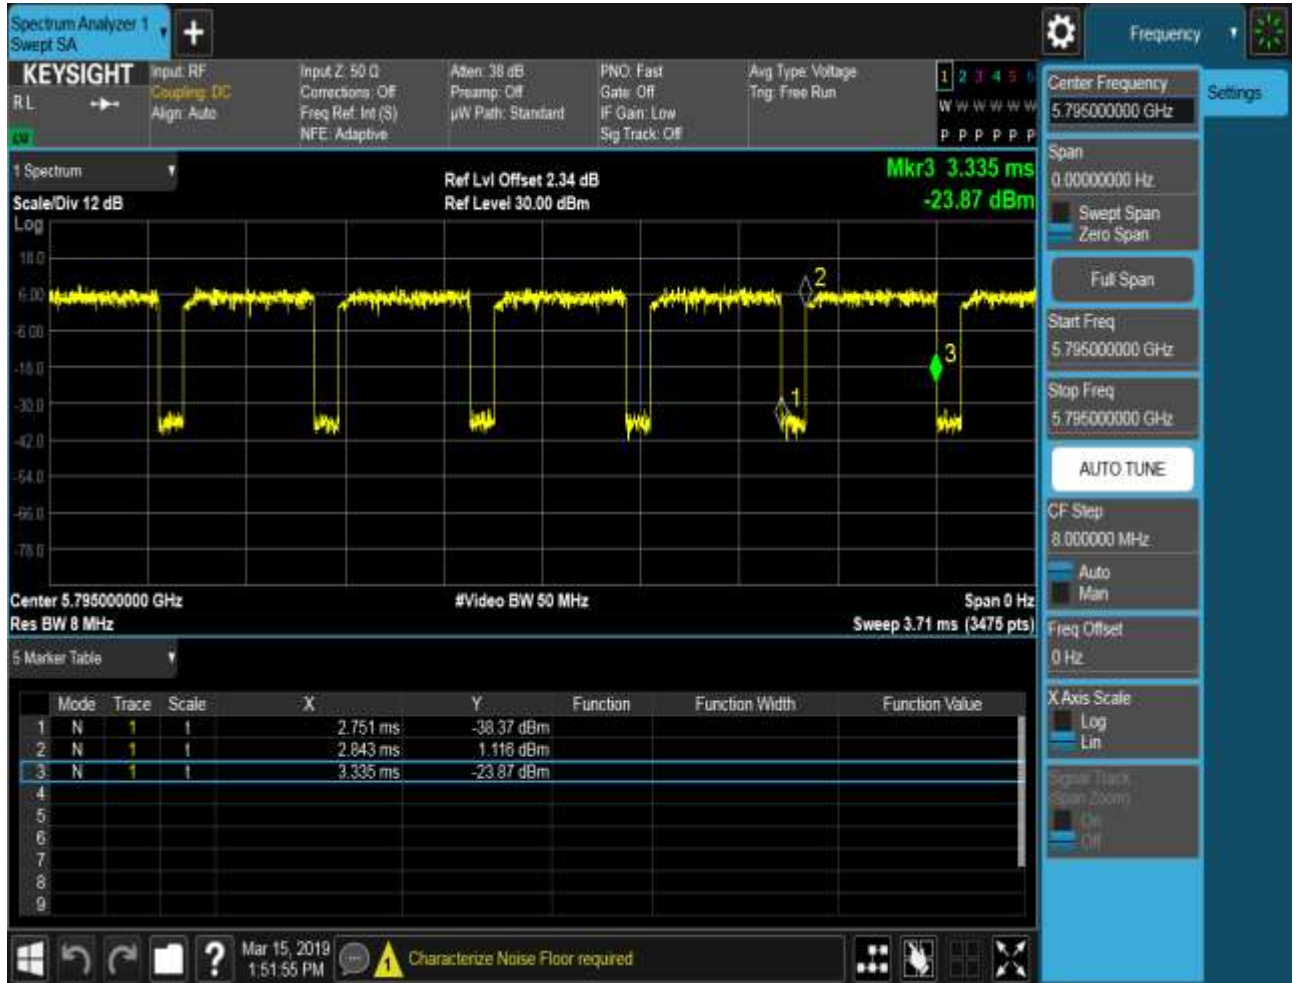 Spectrum Analyzer 1
Swept SA
+
Frequency
KEYSIGHT
RL
Input: RF
Coupling: DC
Align: Auto
Input Z: 50 Ω
Corrections: Off
Freq Ref: Int (S)
NFE: Adaptive
Atten: 38 dB
Preamp: Off
µW Path: Standard
PNO: Fast
Gate: Off
IF Gain: Low
Sig Track: Off
Avg Type: Voltage
Trig: Free Run
1 2 3 4 5 6
W W W W W W
P P P P P P
1 Spectrum
Scale/Div 12 dB
Ref Lvl Offset 2.34 dB
Ref Level 30.00 dBm
Mkr3 3.335 ms
-23.87 dBm
Log
18.0
6.00
-6.00
-18.0
-30.0
-42.0
-54.0
-66.0
-78.0
2
3
1
Center 5.795000000 GHz
#Video BW 50 MHz
Span 0 Hz
Res BW 8 MHz
Sweep 3.71 ms (3475 pts)
5 Marker Table
Mode Trace Scale X Y Function Function Width Function Value
1 N 1 t 2.751 ms -38.37 dBm
2 N 1 t 2.843 ms 1.116 dBm
3 N 1 t 3.335 ms -23.87 dBm
4
5
6
7
8
9
?
Mar 15, 2019
1:51:55 PM
1
Characterize Noise Floor required
Center Frequency
5.795000000 GHz
Settings
Span
0.00000000 Hz
Swept Span
Zero Span
Full Span
Start Freq
5.795000000 GHz
Stop Freq
5.795000000 GHz
AUTO TUNE
CF Step
8.000000 MHz
Auto
Man
Freq Offset
0 Hz
X Axis Scale
Log
Lin
Signal Track
(Span Zoom)
On
Off